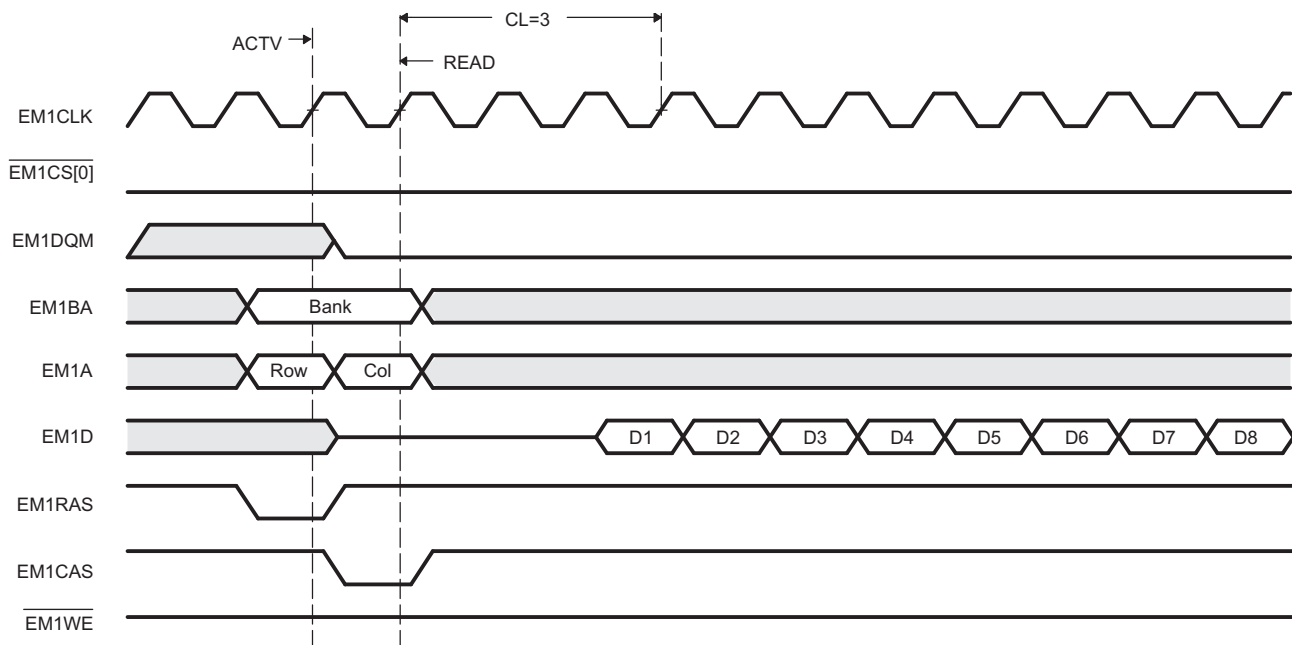 CL=3
ACTV
READ
EM1CLK
EM1CS[0]
EM1DQM
EM1BA
Bank
EM1A
Row Col
EM1D
D1 D2 D3 D4 D5 D6 D7 D8
EM1RAS
EM1CAS
EM1WE